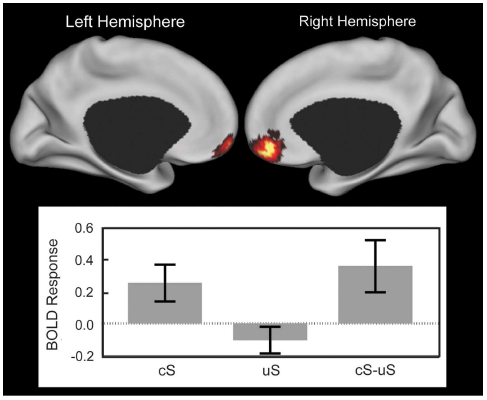 Left Hemisphere
Right Hemisphere
BOLD Response
0.6
0.4
0.2
0.0
-0.2
cS
uS
cS-uS